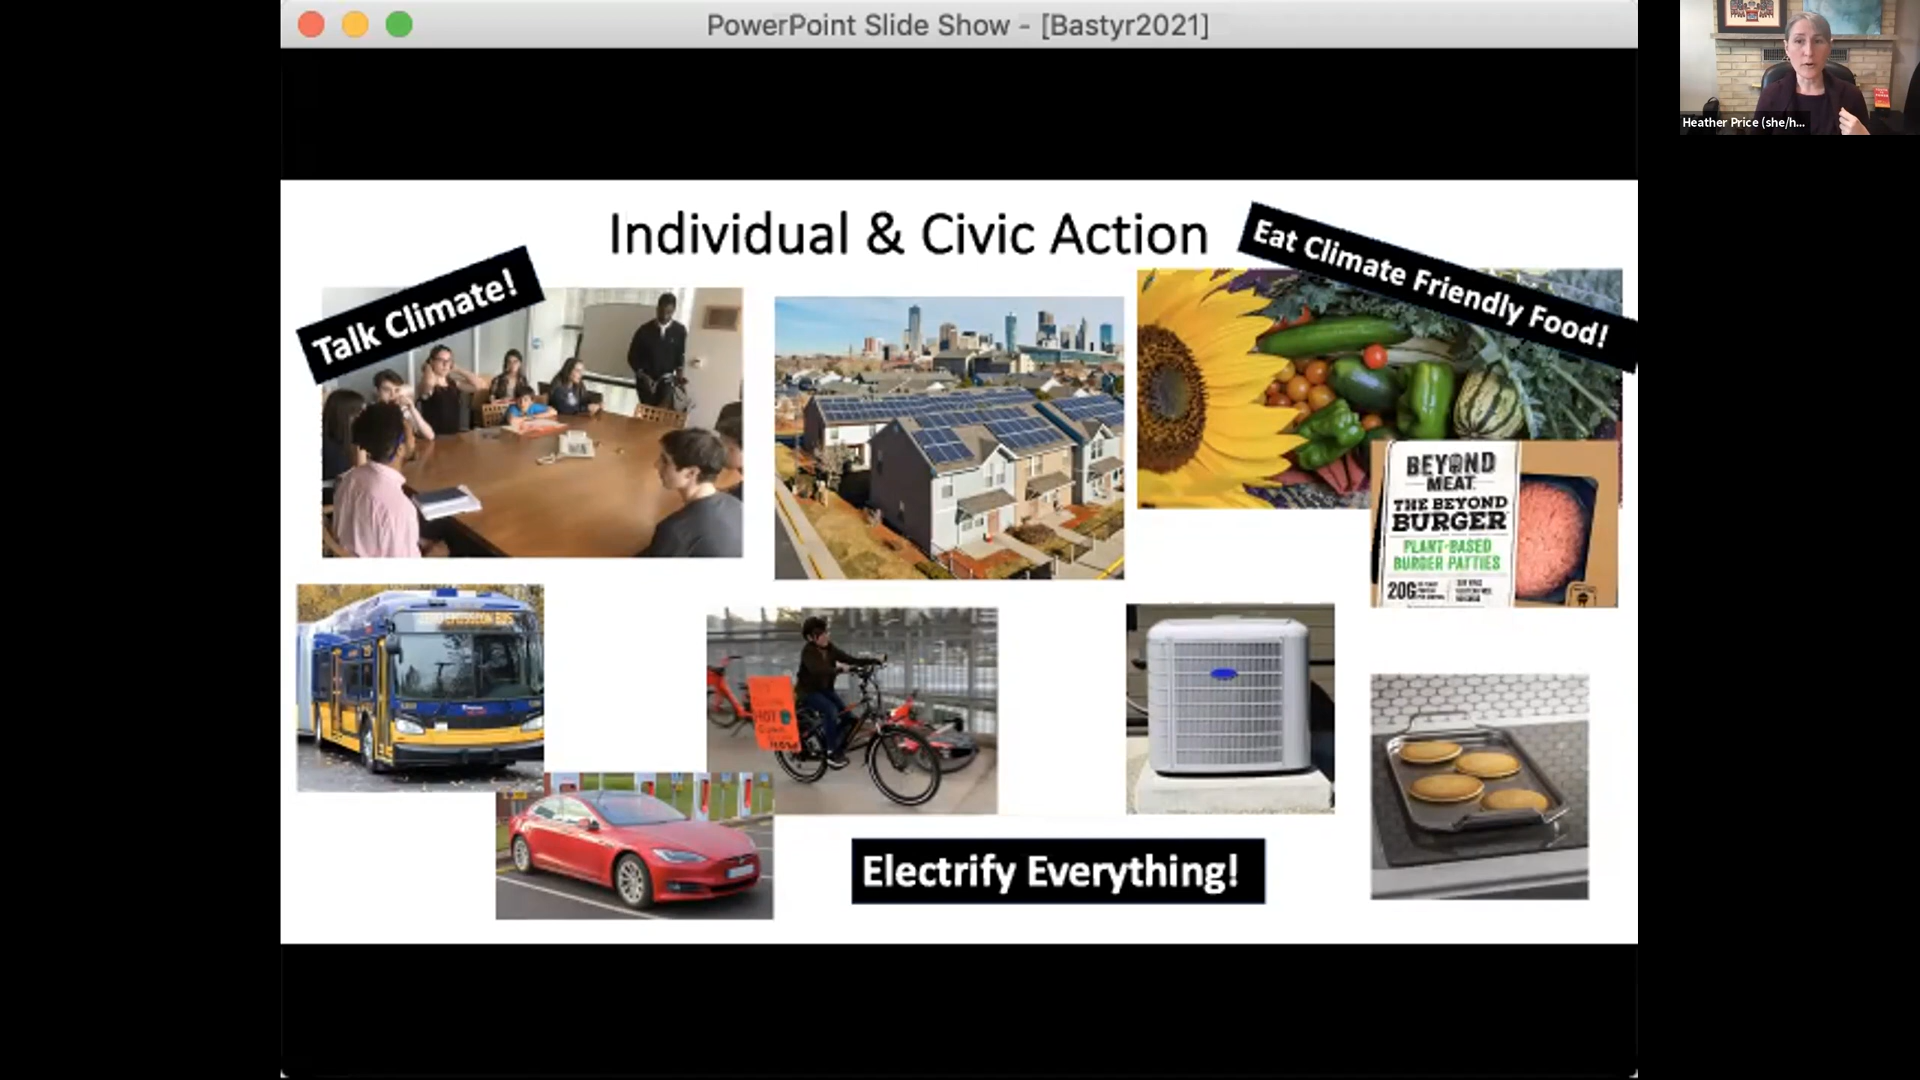 PowerPoint Slide Show - [Bastyr2021]
Heather Price (she/h...
Individual & Civic Action
Talk Climate!
Eat Climate Friendly Food!
BEYOND
MEAT
THE BEYOND
BURGER
PLANT-BASED
BURGER PATTIES
20G
HOT
Electrify Everything!